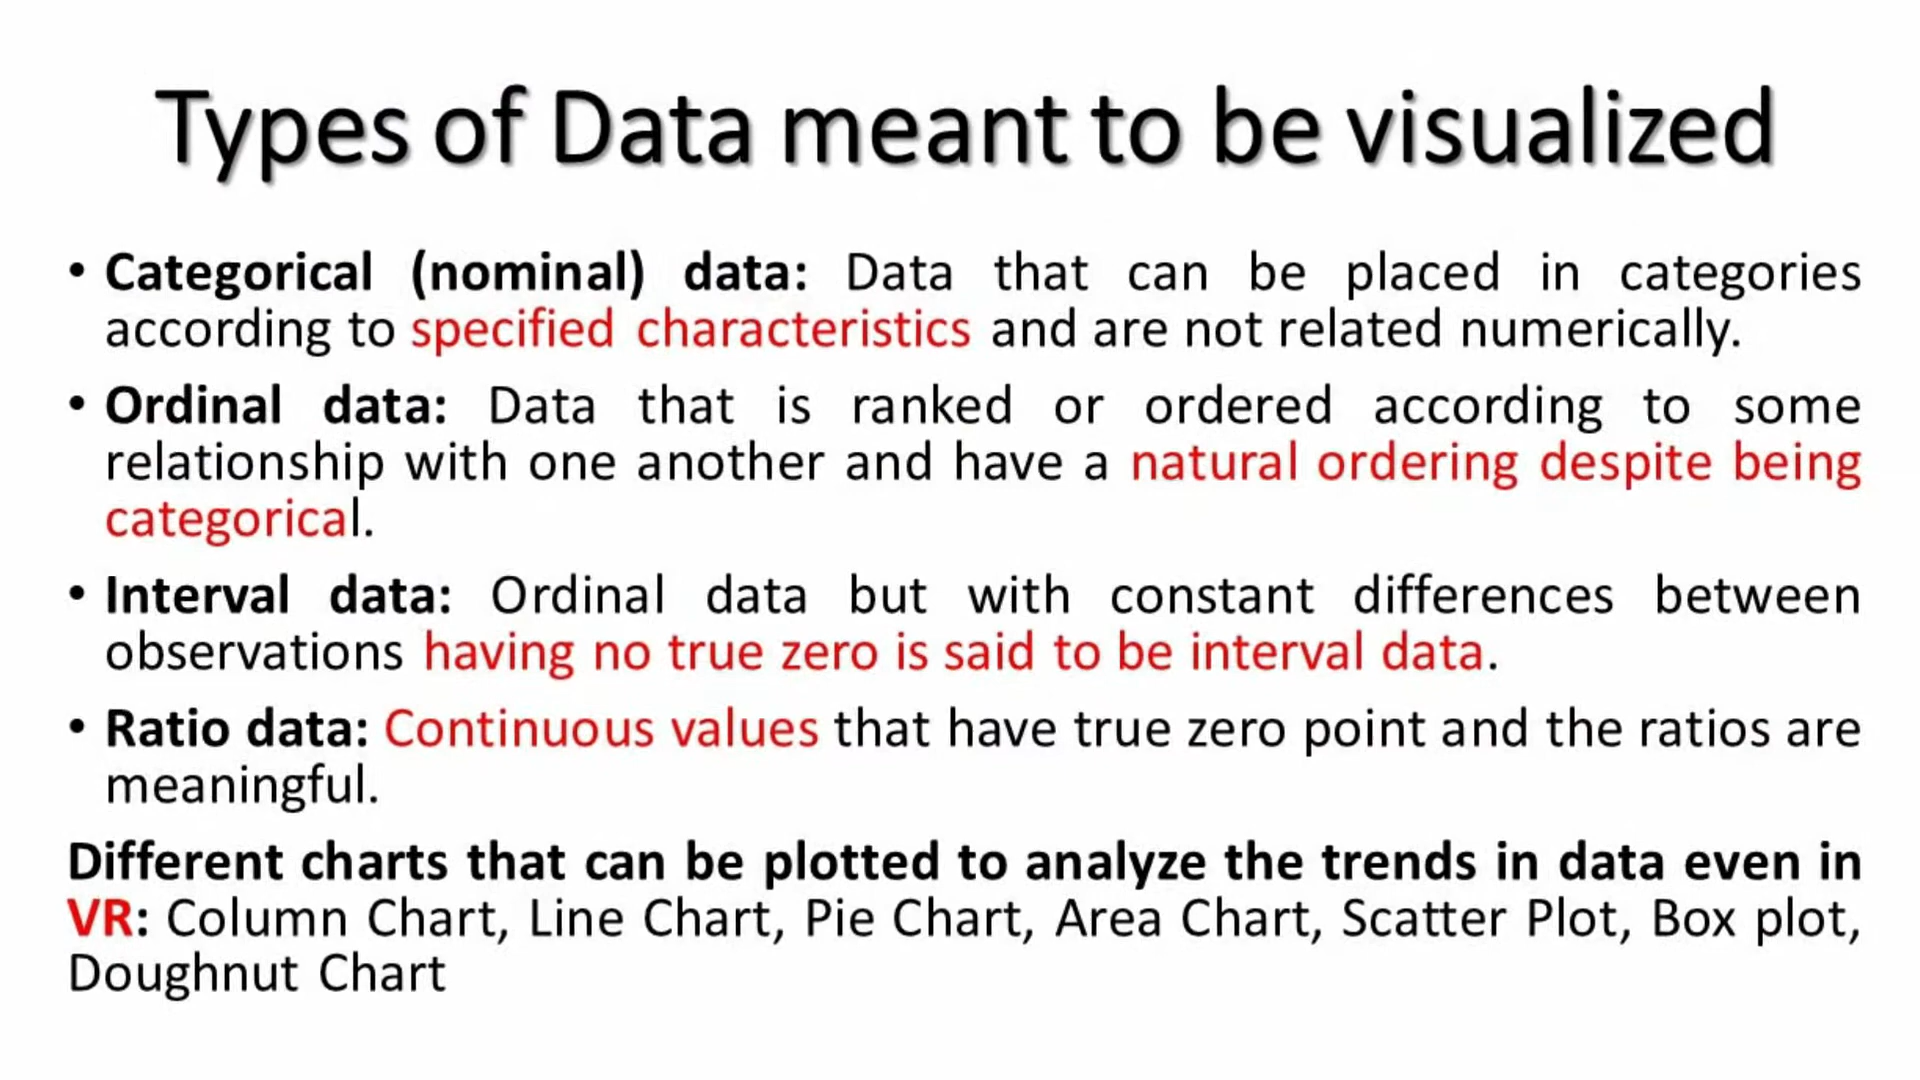 Types of Data meant to be visualized
• Categorical (nominal) data: Data that can be placed in categories
according to specified characteristics and are not related numerically.
• Ordinal data: Data that is ranked or ordered according to some
relationship with one another and have a natural ordering despite being
categorical.
• Interval data: Ordinal data but with constant differences between
observations having no true zero is said to be interval data.
• Ratio data: Continuous values that have true zero point and the ratios are
meaningful.
Different charts that can be plotted to analyze the trends in data even in
VR: Column Chart, Line Chart, Pie Chart, Area Chart, Scatter Plot, Box plot,
Doughnut Chart